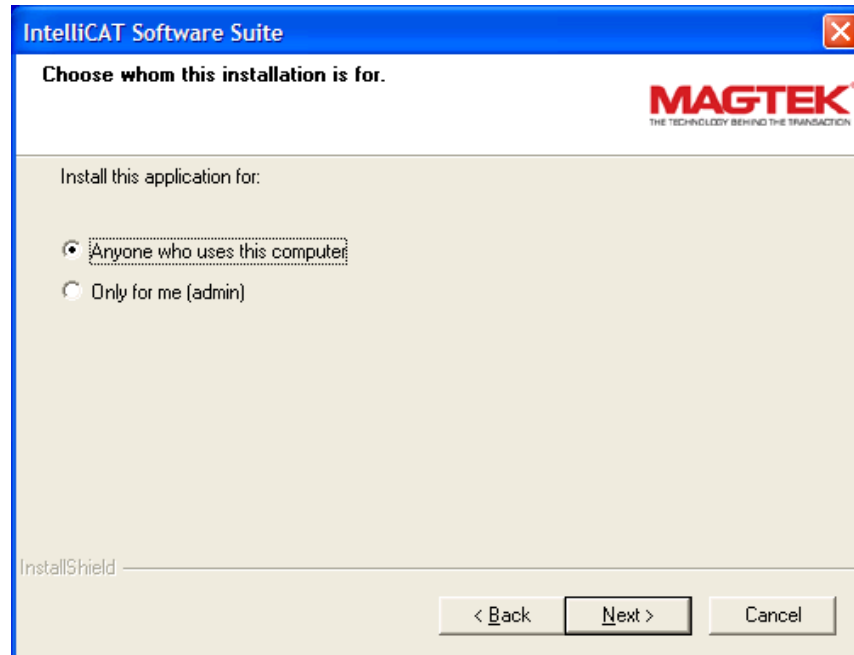 IntelliCAT Software Suite
Choose whom this installation is for.
MAGTEK®
THE TECHNOLOGY BEHIND THE TRANSACTION
Install this application for:
Anyone who uses this computer
Only for me (admin)
InstallShield
< Back
Next >
Cancel